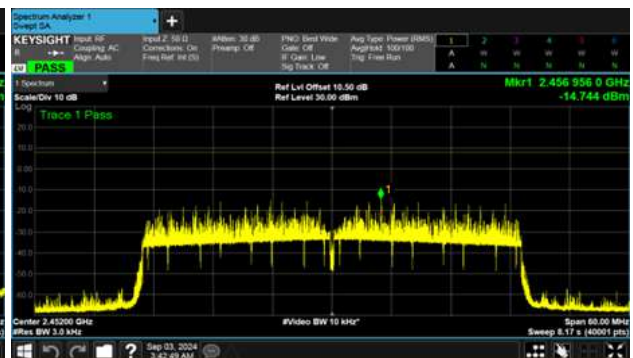 Spectrum Analyzer 1
Swept SA
+
KEYSIGHT
R
Input: RF
Coupling: AC
Align: Auto
Input Z: 50 Ω
Corrections: On
Freq Ref: Int (S)
#Atten: 30 dB
Preamp: Off
PNO: Best Wide
Gate: Off
IF Gain: Low
Sig Track: Off
Avg Type: Power (RMS)
Avg|Hold: 100/100
Trig: Free Run
1 2 3 4 5 6
A W W W W W
A N N N N N
PASS
1 Spectrum
Scale/Div 10 dB
Ref Lvl Offset 10.50 dB
Ref Level 30.00 dBm
Mkr1 2.456 956 0 GHz
-14.744 dBm
Log
Trace 1 Pass
20.0
10.0
0.00
-10.0
-20.0
-30.0
-40.0
-50.0
-60.0
1
Center 2.45200 GHz
#Res BW 3.0 kHz
#Video BW 10 kHz*
Span 60.00 MHz
Sweep 8.17 s (40001 pts)
?
Sep 03, 2024
3:42:49 AM